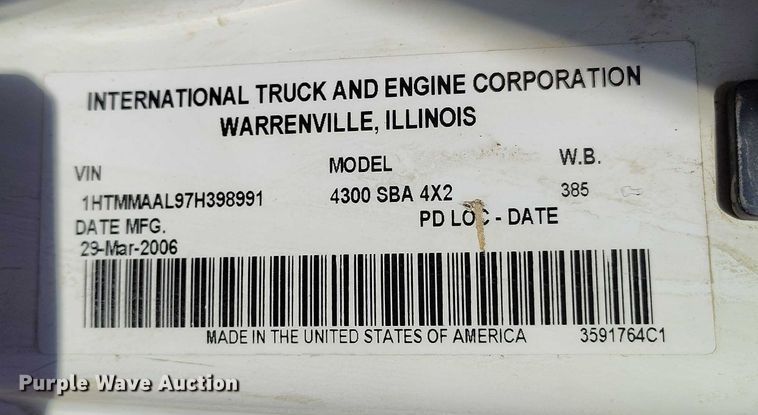 INTERNATIONAL TRUCK AND ENGINE CORPORATION
WARRENVILLE, ILLINOIS
VIN MODEL W.B.
1HTMMAAL97H398991 4300 SBA 4X2 385
DATE MFG. PD LOC - DATE
29-Mar-2006
MADE IN THE UNITED STATES OF AMERICA 3591764C1
Purple Wave Auction